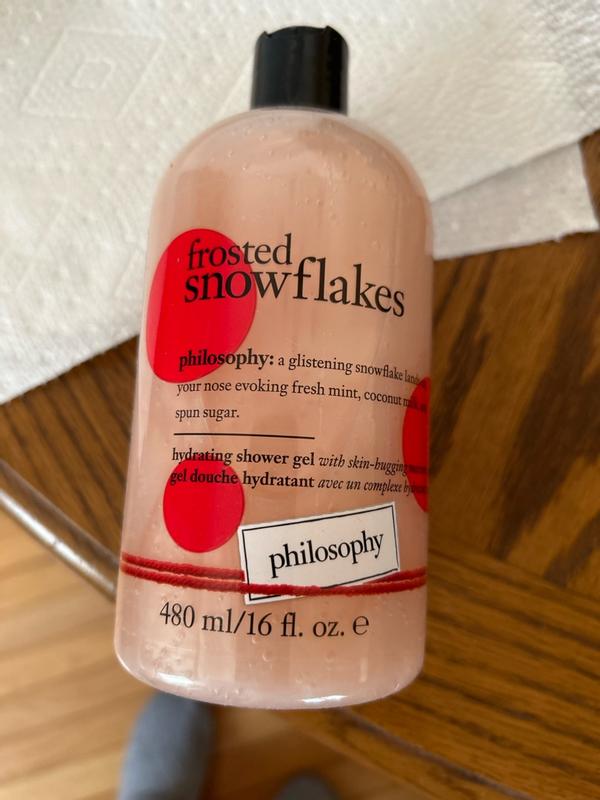 frosted
snowflakes
philosophy: a glistening snowflake
your nose evoking fresh mint, coconut
spun sugar.
hydrating shower gel with skin-hugging
gel douche hydratant avec un complexe
philosophy
480 ml/16 fl. oz. ℮